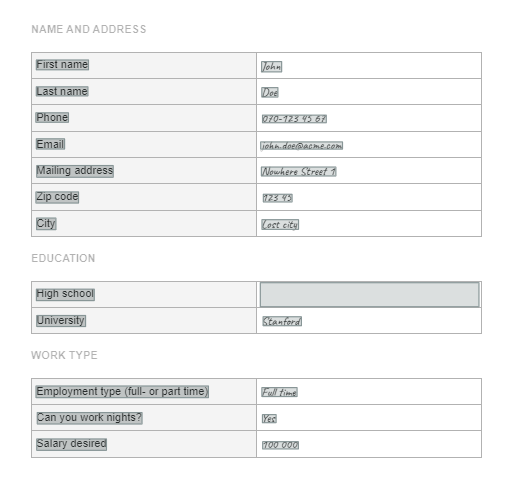 NAME AND ADDRESS
First name John
Last name Doe
Phone 070-123 45 67
Email john.doe@acme.com
Mailing address Nowhere Street 1
Zip code 123 45
City Lost city
EDUCATION
High school
University Stanford
WORK TYPE
Employment type (full- or part time) Full time
Can you work nights? Yes
Salary desired 100 000